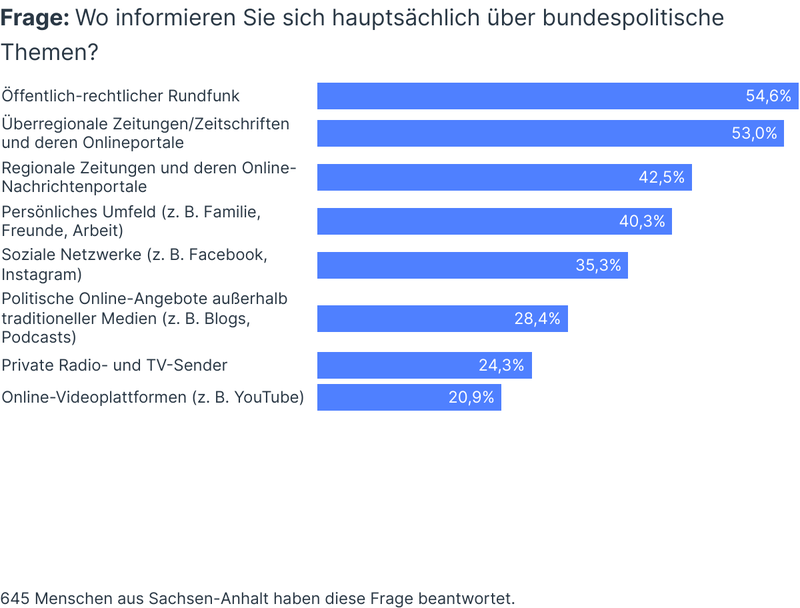 Frage: Wo informieren Sie sich hauptsächlich über bundespolitische
Themen?
Öffentlich-rechtlicher Rundfunk
54,6%
Überregionale Zeitungen/Zeitschriften
und deren Onlineportale
53,0%
Regionale Zeitungen und deren Online-
Nachrichtenportale
42,5%
Persönliches Umfeld (z. B. Familie,
Freunde, Arbeit)
40,3%
Soziale Netzwerke (z. B. Facebook,
Instagram)
35,3%
Politische Online-Angebote außerhalb
traditioneller Medien (z. B. Blogs,
Podcasts)
28,4%
Private Radio- und TV-Sender
24,3%
Online-Videoplattformen (z. B. YouTube)
20,9%
645 Menschen aus Sachsen-Anhalt haben diese Frage beantwortet.